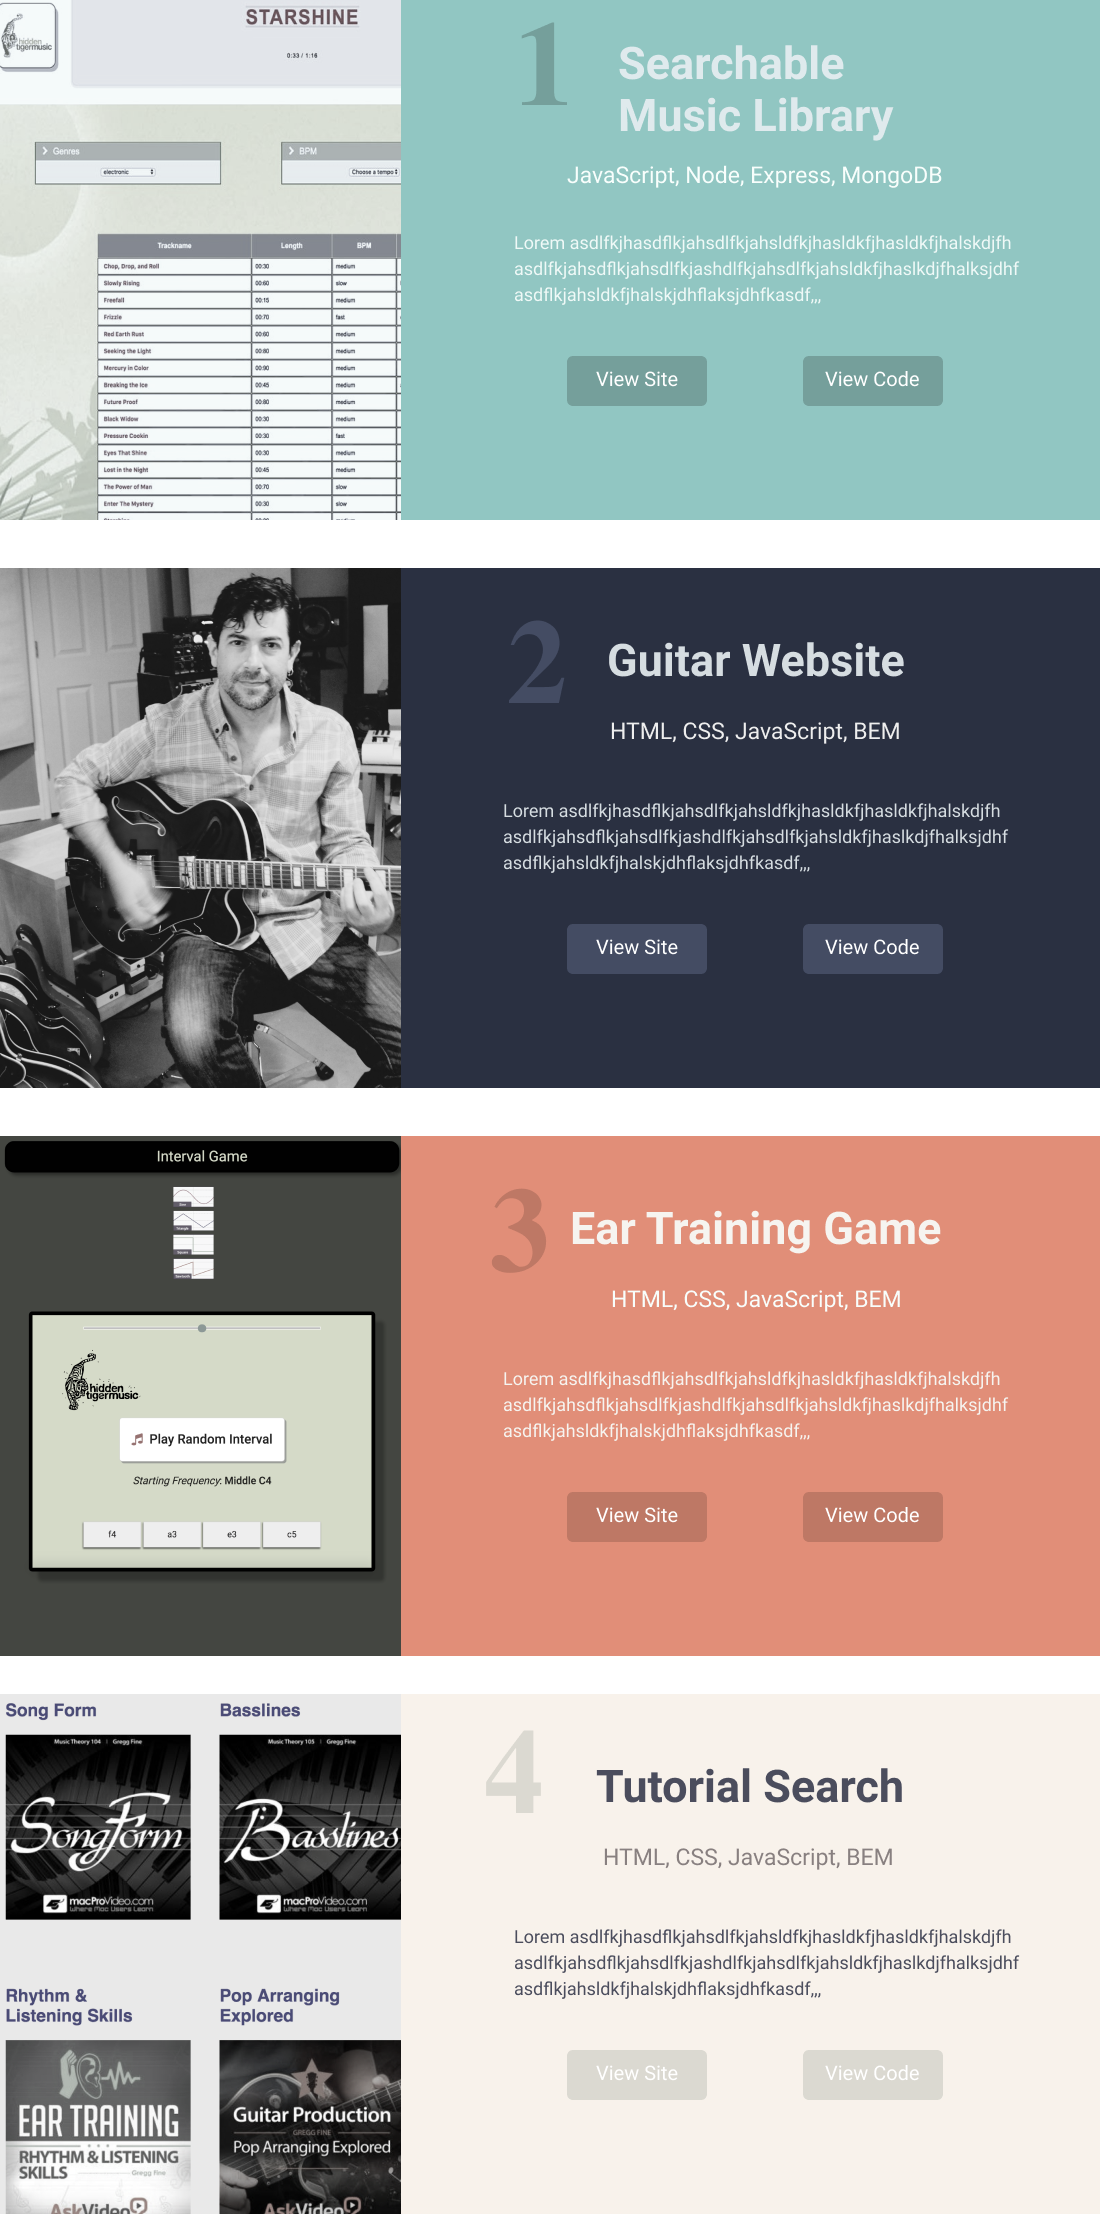 hidden
tigermusic
STARSHINE
0:33 / 1:16
Genres
electronic
BPM
Choose a tempo
Trackname Length BPM
Chop, Drop, and Roll 00:30 medium
Slowly Rising 00:60 slow
Freefall 00:15 medium
Frizzle 00:70 fast
Red Earth Rust 00:60 medium
Seeking the Light 00:80 medium
Mercury in Color 00:90 medium
Breaking the Ice 00:45 medium
Future Proof 00:80 medium
Black Widow 00:30 medium
Pressure Cookin 00:30 fast
Eyes That Shine 00:30 medium
Lost in the Night 00:45 medium
The Power of Man 00:70 slow
Enter The Mystery 00:30 slow
1
Searchable
Music Library
JavaScript, Node, Express, MongoDB
Lorem asdlfkjhasdflkjahsdlfkjahsldfkjhasldkfjhasldkfjhalskdjfh
asdlfkjahsdflkjahsdlfkjashdlfkjahsdlfkjahsldkfjhaslkdjfhalksjdhf
asdflkjahsldkfjhalskjdhflaksjdhfkasdf,,,
View Site View Code
2
Guitar Website
HTML, CSS, JavaScript, BEM
Lorem asdlfkjhasdflkjahsdlfkjahsldfkjhasldkfjhasldkfjhalskdjfh
asdlfkjahsdflkjahsdlfkjashdlfkjahsdlfkjahsldkfjhaslkdjfhalksjdhf
asdflkjahsldkfjhalskjdhflaksjdhfkasdf,,,
View Site View Code
Interval Game
Sine
Triangle
Square
Sawtooth
hidden
tigermusic
Play Random Interval
Starting Frequency: Middle C4
f4 a3 e3 c5
3
Ear Training Game
HTML, CSS, JavaScript, BEM
Lorem asdlfkjhasdflkjahsdlfkjahsldfkjhasldkfjhasldkfjhalskdjfh
asdlfkjahsdflkjahsdlfkjashdlfkjahsdlfkjahsldkfjhaslkdjfhalksjdhf
asdflkjahsldkfjhalskjdhflaksjdhfkasdf,,,
View Site View Code
Song Form
Music Theory 104 | Gregg Fine
SongForm
macProVideo.com
Where Mac Users Learn
Basslines
Music Theory 105 | Gregg Fine
Basslines
macProVideo.com
Where Mac Users Learn
Rhythm &
Listening Skills
EAR TRAINING
RHYTHM & LISTENING
SKILLS
Gregg Fine
AskVideo
Pop Arranging
Explored
Guitar Production
GREGG FINE
Pop Arranging Explored
AskVideo
4
Tutorial Search
HTML, CSS, JavaScript, BEM
Lorem asdlfkjhasdflkjahsdlfkjahsldfkjhasldkfjhasldkfjhalskdjfh
asdlfkjahsdflkjahsdlfkjashdlfkjahsdlfkjahsldkfjhaslkdjfhalksjdhf
asdflkjahsldkfjhalskjdhflaksjdhfkasdf,,,
View Site View Code